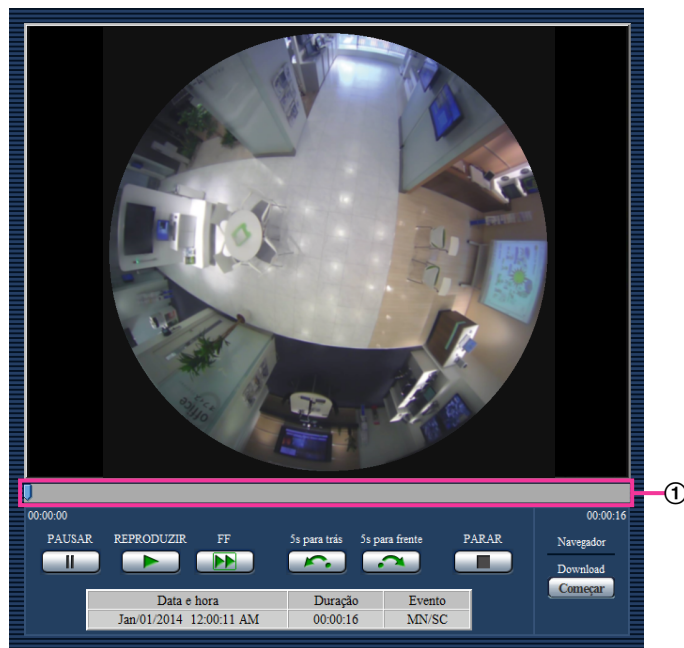 office
①
00:00:00 00:00:16
PAUSAR REPRODUZIR FF 5s para trás 5s para frente PARAR Navegador
Download
Começar
Data e hora Duração Evento
Jan/01/2014 12:00:11 AM 00:00:16 MN/SC